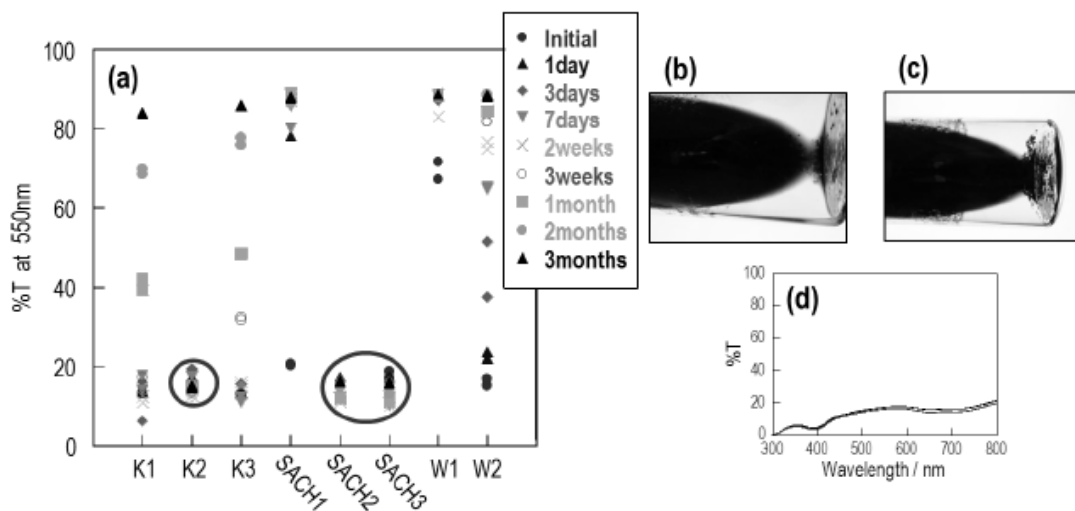 (a)
%T at 550nm
100
80
60
40
20
0
K1
K2
K3
SACH1
SACH2
SACH3
W1
W2
Initial
1day
3days
7days
2weeks
3weeks
1month
2months
3months
(b)
(c)
(d)
%T
100
80
60
40
20
0
300 400 500 600 700 800
Wavelength / nm